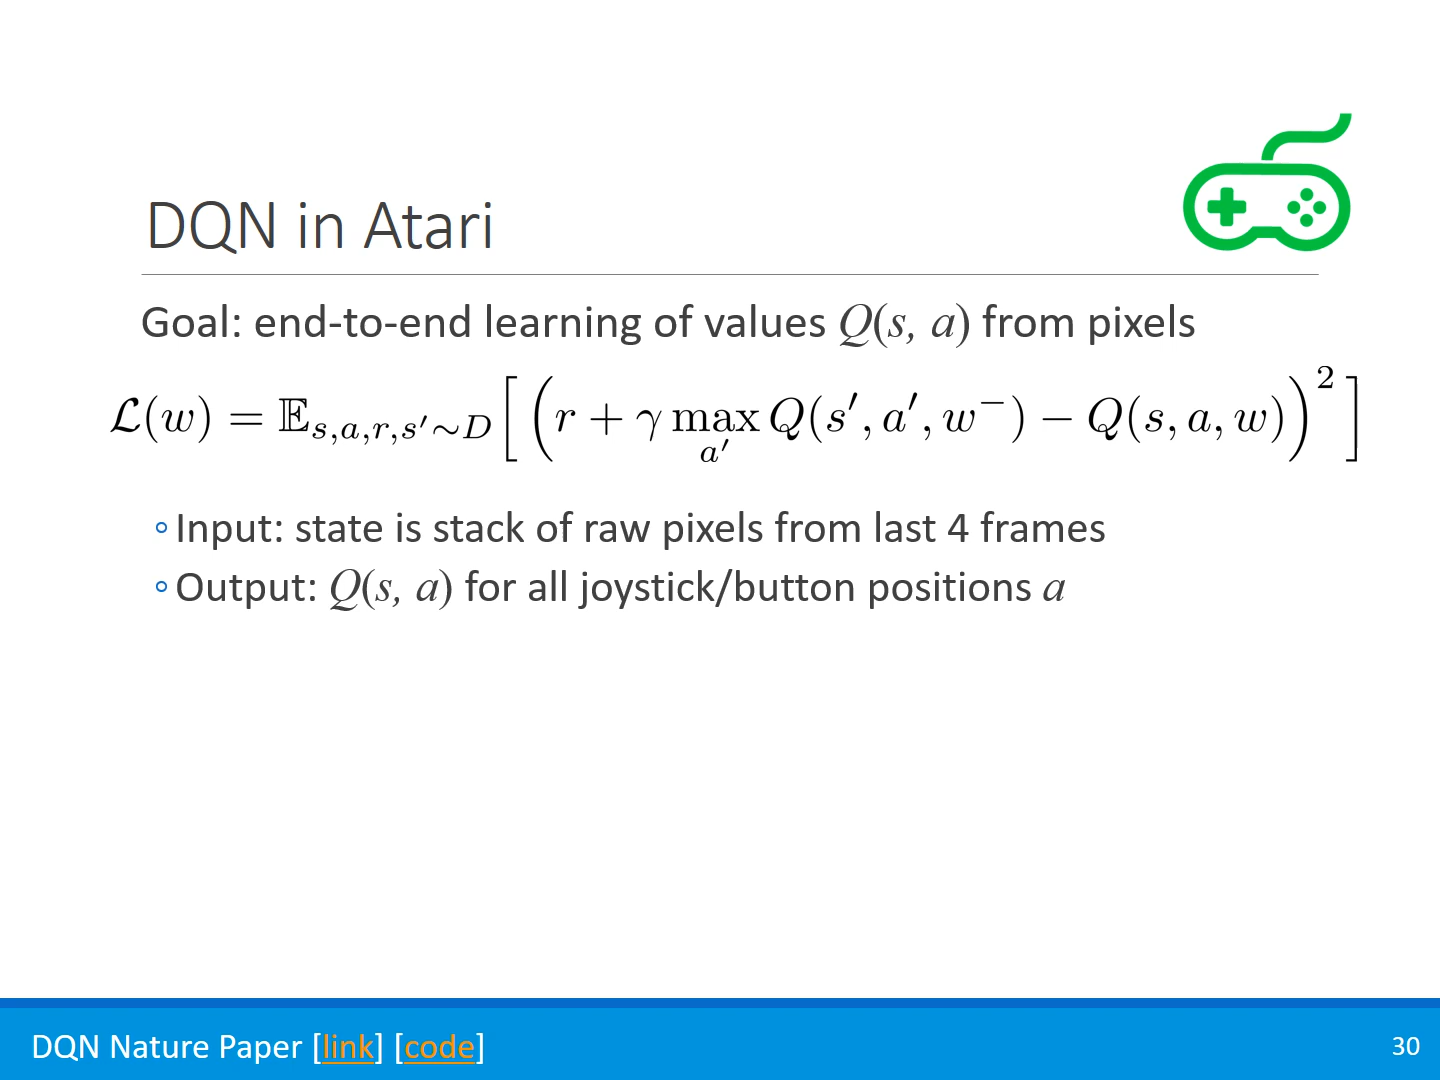 DQN in Atari
Goal: end-to-end learning of values Q(s, a) from pixels
ℒ(w) = 𝔼_{s,a,r,s′∼D}[(r + γ max_{a′} Q(s′, a′, w⁻) − Q(s, a, w))²]
◦ Input: state is stack of raw pixels from last 4 frames
◦ Output: Q(s, a) for all joystick/button positions a
DQN Nature Paper [link] [code]
30